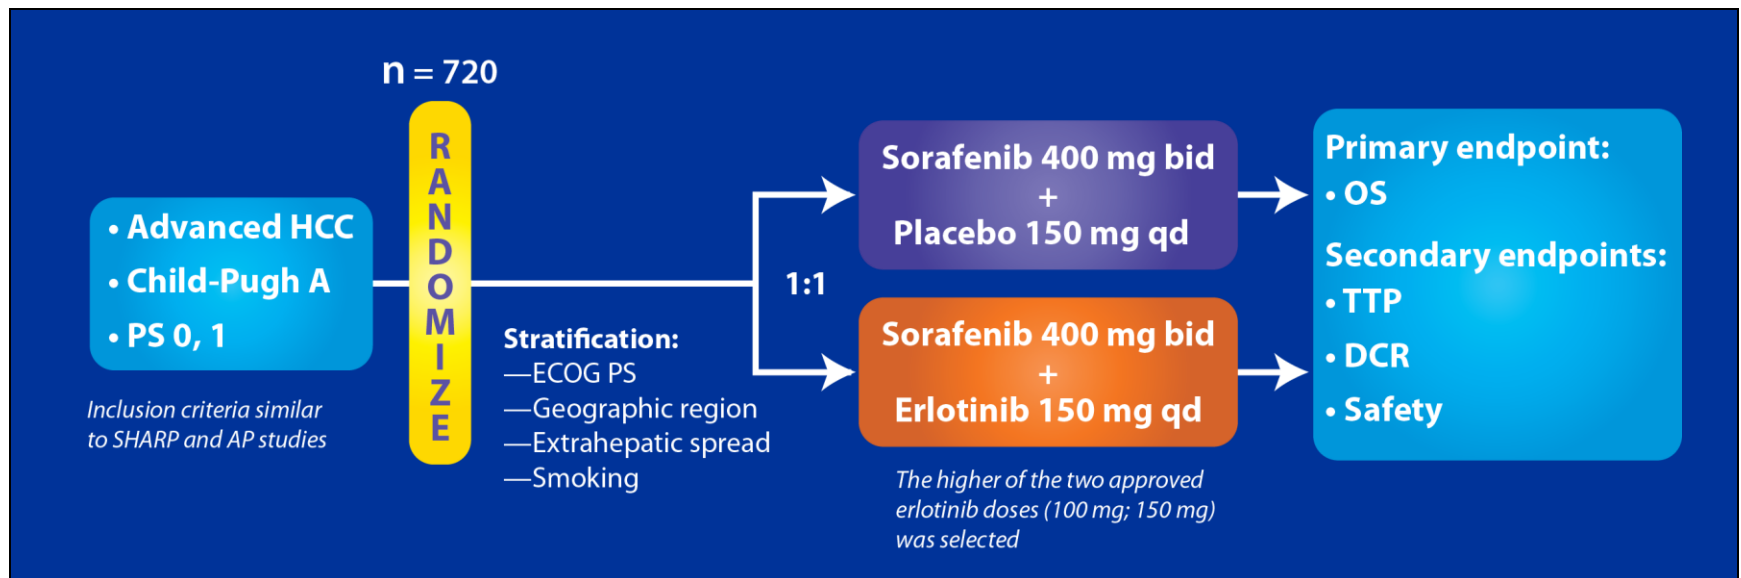 n = 720
RANDOMIZE
• Advanced HCC
• Child-Pugh A
• PS 0, 1
Inclusion criteria similar
to SHARP and AP studies
Stratification:
—ECOG PS
—Geographic region
—Extrahepatic spread
—Smoking
1:1
Sorafenib 400 mg bid
+
Placebo 150 mg qd
Sorafenib 400 mg bid
+
Erlotinib 150 mg qd
The higher of the two approved
erlotinib doses (100 mg; 150 mg)
was selected
Primary endpoint:
• OS
Secondary endpoints:
• TTP
• DCR
• Safety